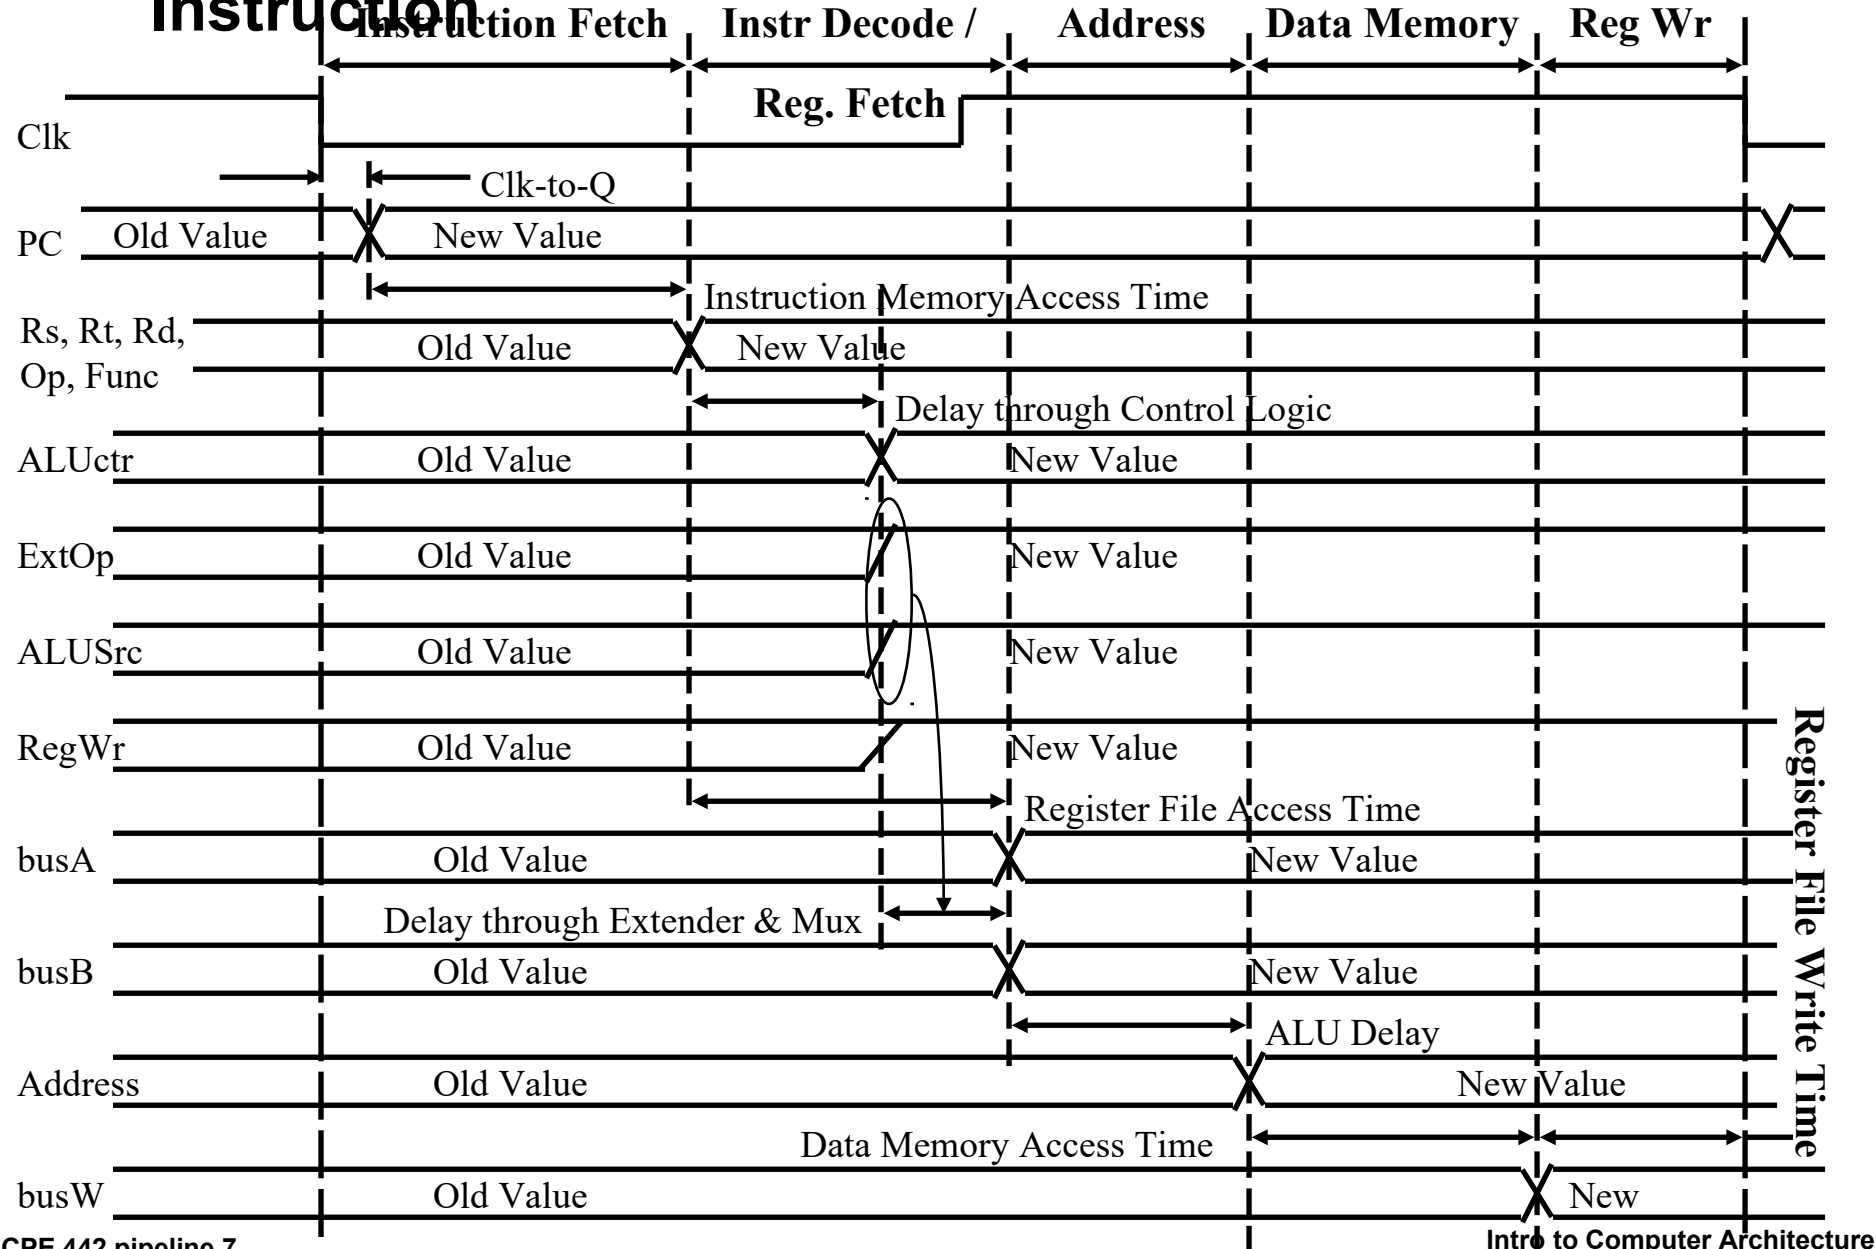 Instruction
Instruction Fetch
Instr Decode /
Address
Data Memory
Reg Wr
Reg. Fetch
Clk
Clk-to-Q
PC
Old Value
New Value
Instruction Memory Access Time
Rs, Rt, Rd,
Op, Func
Old Value
New Value
Delay through Control Logic
ALUctr
Old Value
New Value
ExtOp
Old Value
New Value
ALUSrc
Old Value
New Value
RegWr
Old Value
New Value
Register File Access Time
busA
Old Value
New Value
Delay through Extender & Mux
busB
Old Value
New Value
ALU Delay
Address
Old Value
New Value
Data Memory Access Time
Register File Write Time
busW
Old Value
New
CPE 442 pipeline.7
Intro to Computer Architecture